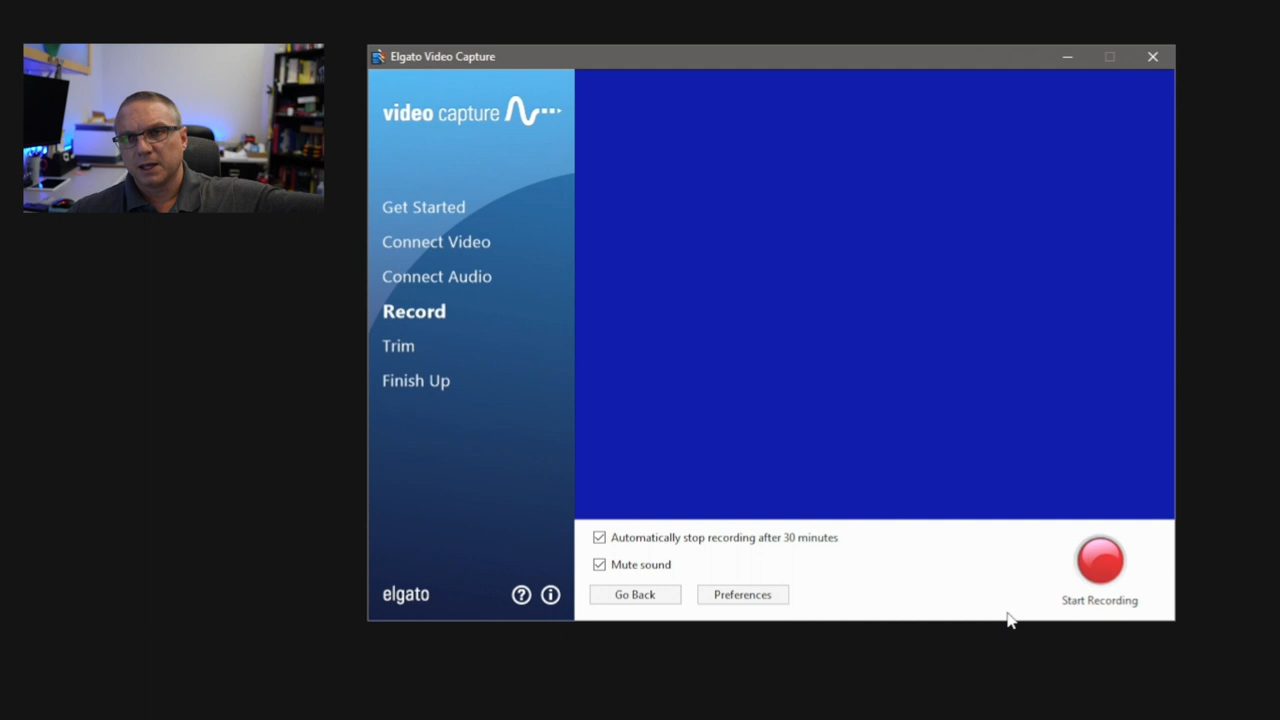 Elgato Video Capture
video capture
Get Started
Connect Video
Connect Audio
Record
Trim
Finish Up
Automatically stop recording after 30 minutes
Mute sound
Go Back
Preferences
Start Recording
elgato